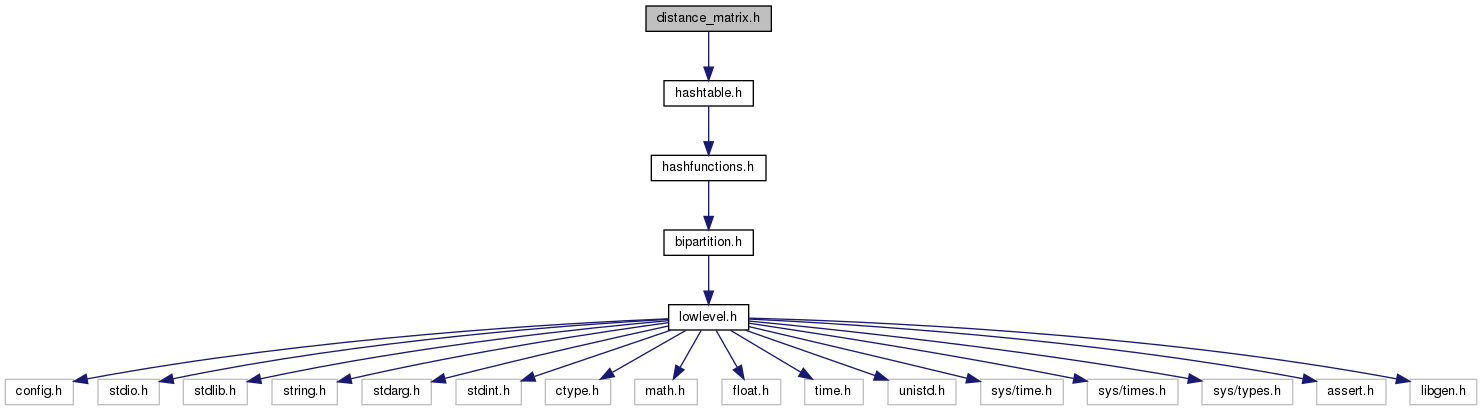 distance_matrix.h
hashtable.h
hashfunctions.h
bipartition.h
lowlevel.h
config.h stdio.h stdlib.h string.h stdarg.h stdint.h ctype.h math.h float.h time.h unistd.h sys/time.h sys/times.h sys/types.h assert.h libgen.h